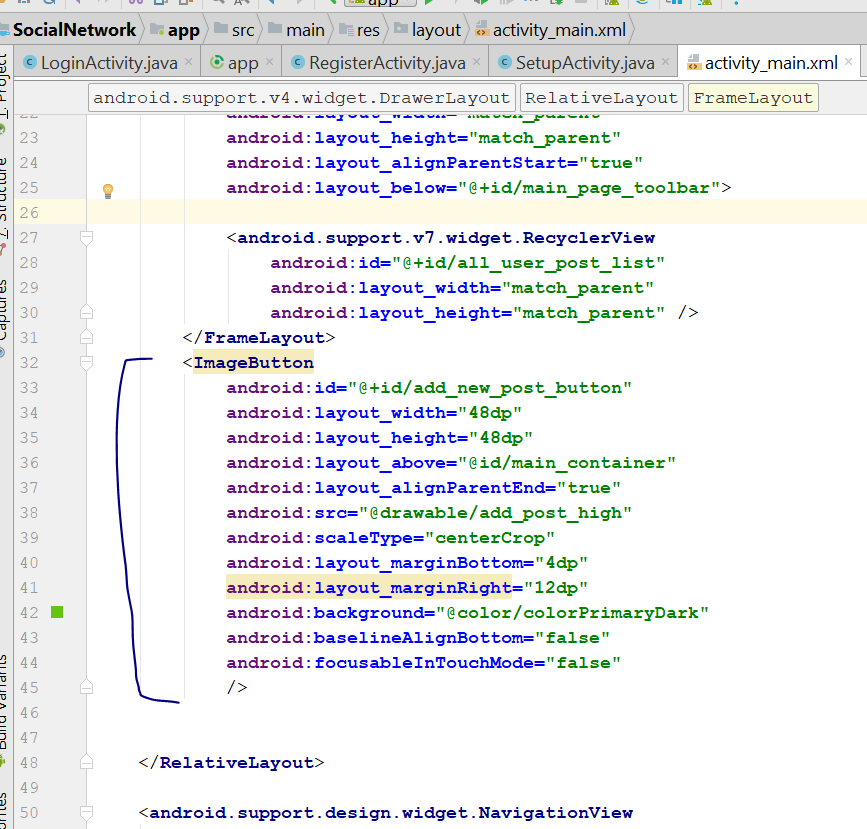 SocialNetwork app src main res layout activity_main.xml
LoginActivity.java app RegisterActivity.java SetupActivity.java activity_main.xml
android.support.v4.widget.DrawerLayout RelativeLayout FrameLayout
22 android:layout_width="match_parent"
23 android:layout_height="match_parent"
24 android:layout_alignParentStart="true"
25 android:layout_below="@+id/main_page_toolbar">
26
27 <android.support.v7.widget.RecyclerView
28 android:id="@+id/all_user_post_list"
29 android:layout_width="match_parent"
30 android:layout_height="match_parent" />
31 </FrameLayout>
32 <ImageButton
33 android:id="@+id/add_new_post_button"
34 android:layout_width="48dp"
35 android:layout_height="48dp"
36 android:layout_above="@id/main_container"
37 android:layout_alignParentEnd="true"
38 android:src="@drawable/add_post_high"
39 android:scaleType="centerCrop"
40 android:layout_marginBottom="4dp"
41 android:layout_marginRight="12dp"
42 android:background="@color/colorPrimaryDark"
43 android:baselineAlignBottom="false"
44 android:focusableInTouchMode="false"
45 />
46
47
48 </RelativeLayout>
49
50 <android.support.design.widget.NavigationView
1: Project
Z: Structure
Captures
Build Variants